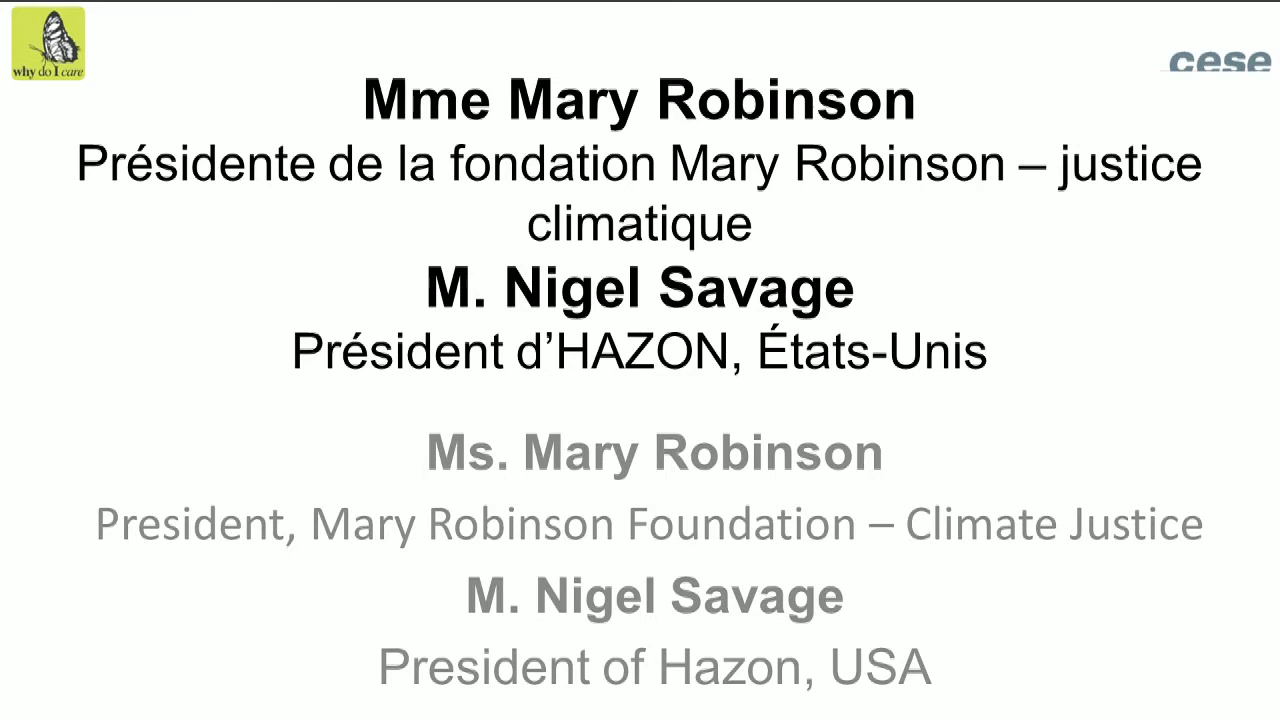 why do I care
cese
Mme Mary Robinson
Présidente de la fondation Mary Robinson – justice
climatique
M. Nigel Savage
Président d’HAZON, États-Unis
Ms. Mary Robinson
President, Mary Robinson Foundation – Climate Justice
M. Nigel Savage
President of Hazon, USA